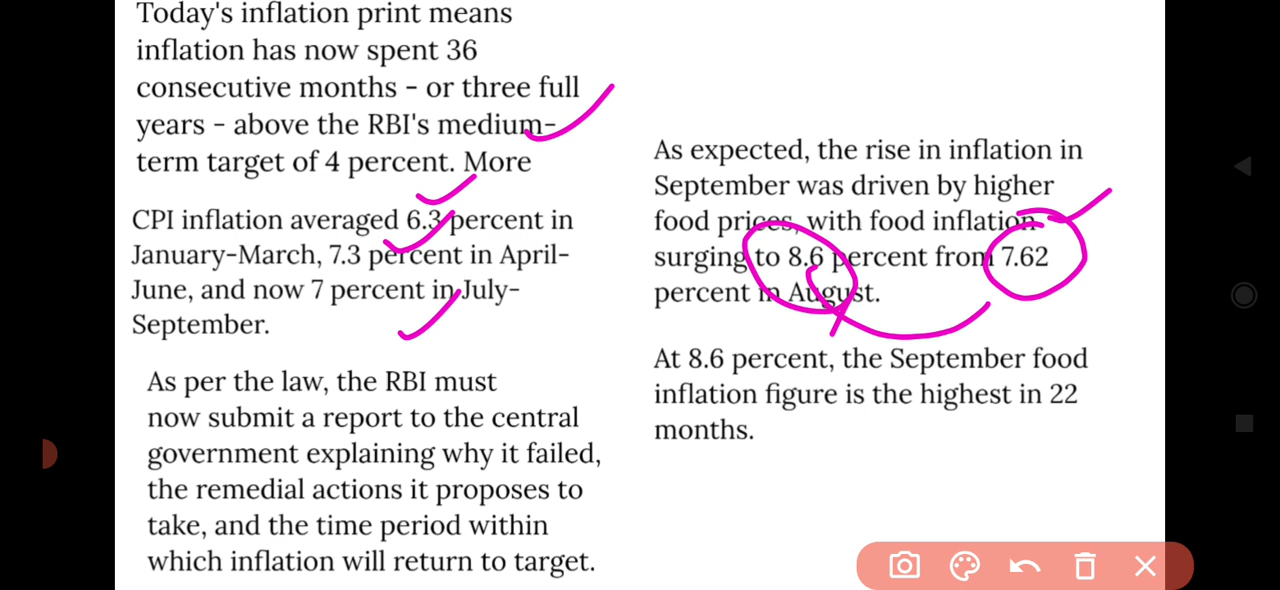 Today's inflation print means
inflation has now spent 36
consecutive months - or three full
years - above the RBI's medium-
term target of 4 percent. More
CPI inflation averaged 6.3 percent in
January-March, 7.3 percent in April-
June, and now 7 percent in July-
September.
As per the law, the RBI must
now submit a report to the central
government explaining why it failed,
the remedial actions it proposes to
take, and the time period within
which inflation will return to target.
As expected, the rise in inflation in
September was driven by higher
food prices, with food inflation
surging to 8.6 percent from 7.62
percent in August.
At 8.6 percent, the September food
inflation figure is the highest in 22
months.